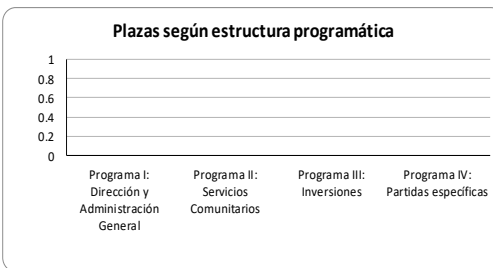 Plazas según estructura programática
1
0.8
0.6
0.4
0.2
0
Programa I:
Dirección y
Administración
General
Programa II:
Servicios
Comunitarios
Programa III:
Inversiones
Programa IV:
Partidas específicas